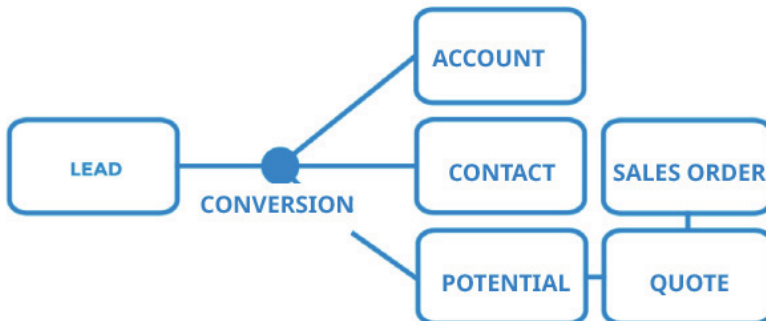 ACCOUNT
LEAD
CONTACT
SALES ORDER
CONVERSION
POTENTIAL
QUOTE